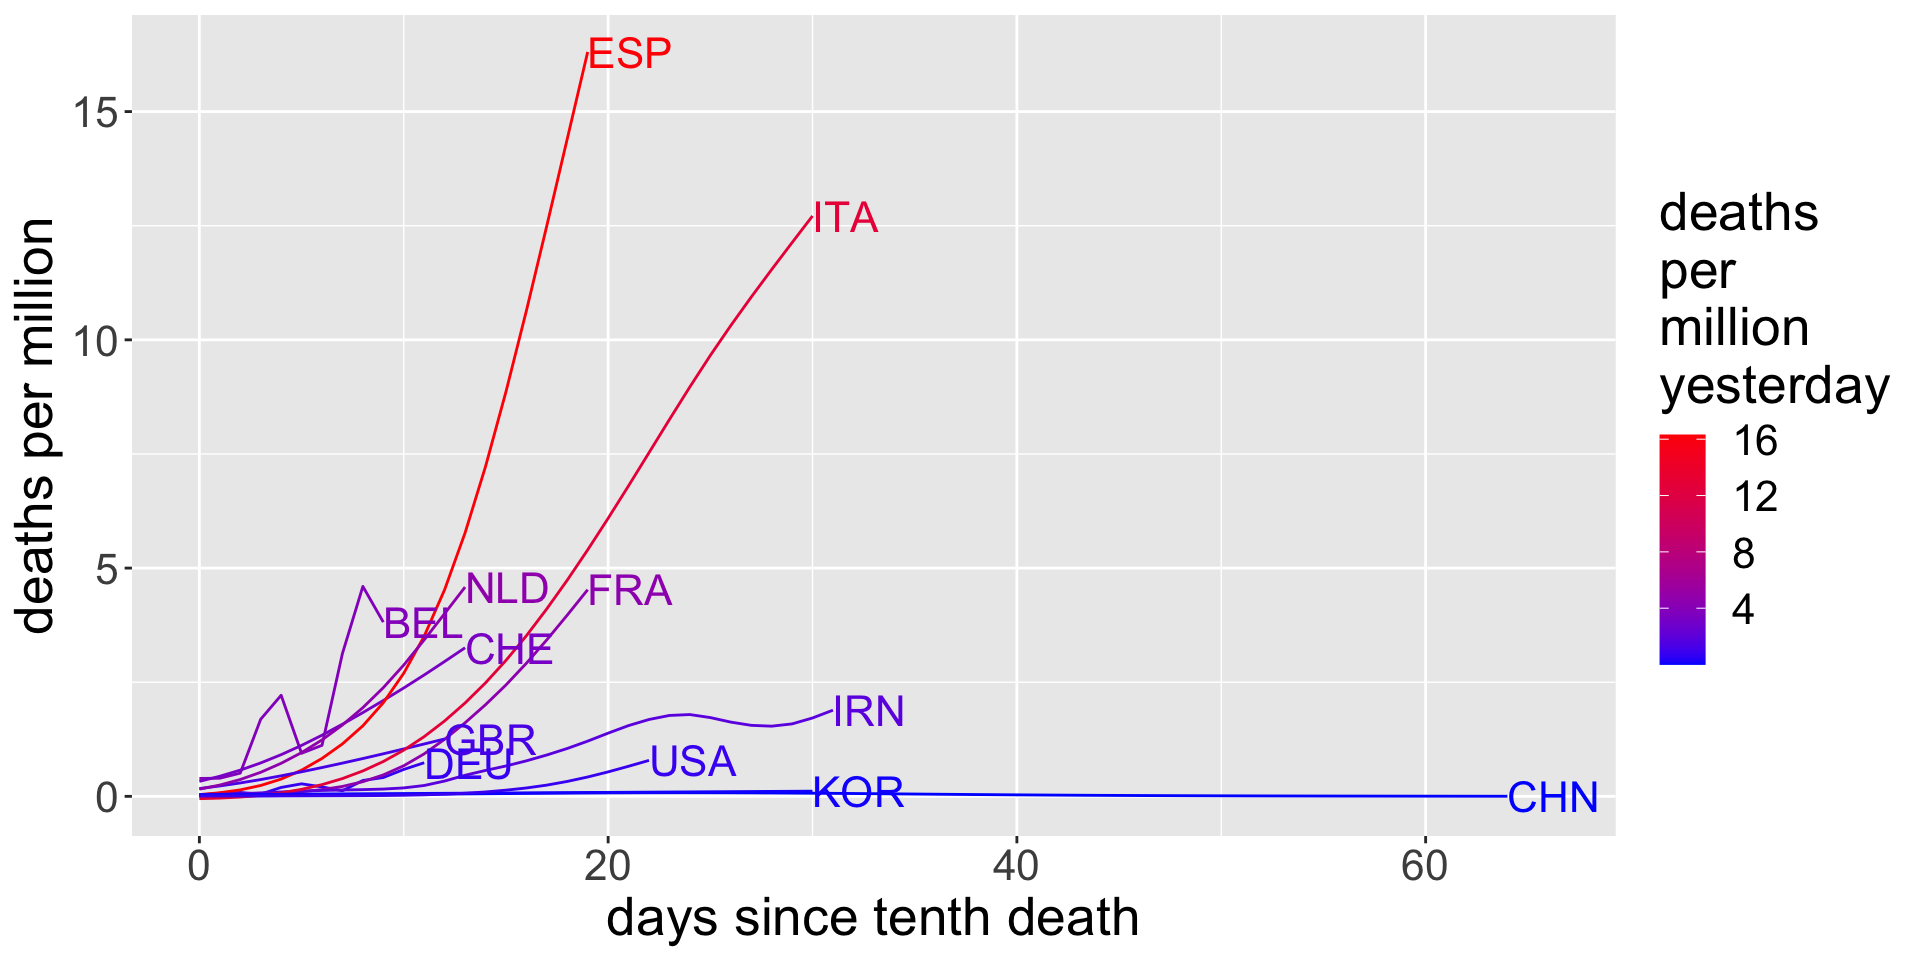 ESP
15
ITA
deaths
per
million
yesterday
16
12
8
4
10
deaths per million
5
NLD
FRA
BEL
CHE
IRN
GBR
DEU
USA
KOR
CHN
0
0
20
40
60
days since tenth death